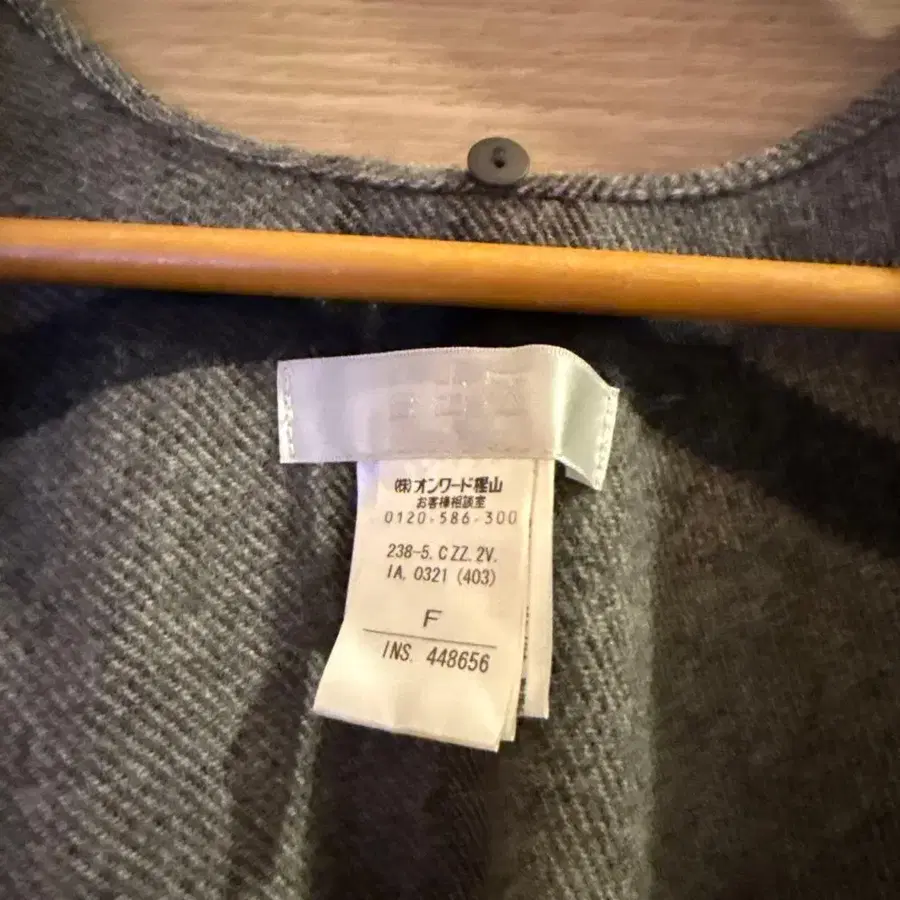 ㈱オンワード樫山
お客様相談室
0120-586-300
238-5. CZZ. 2V.
IA. 0321 (403)
F
INS. 448656